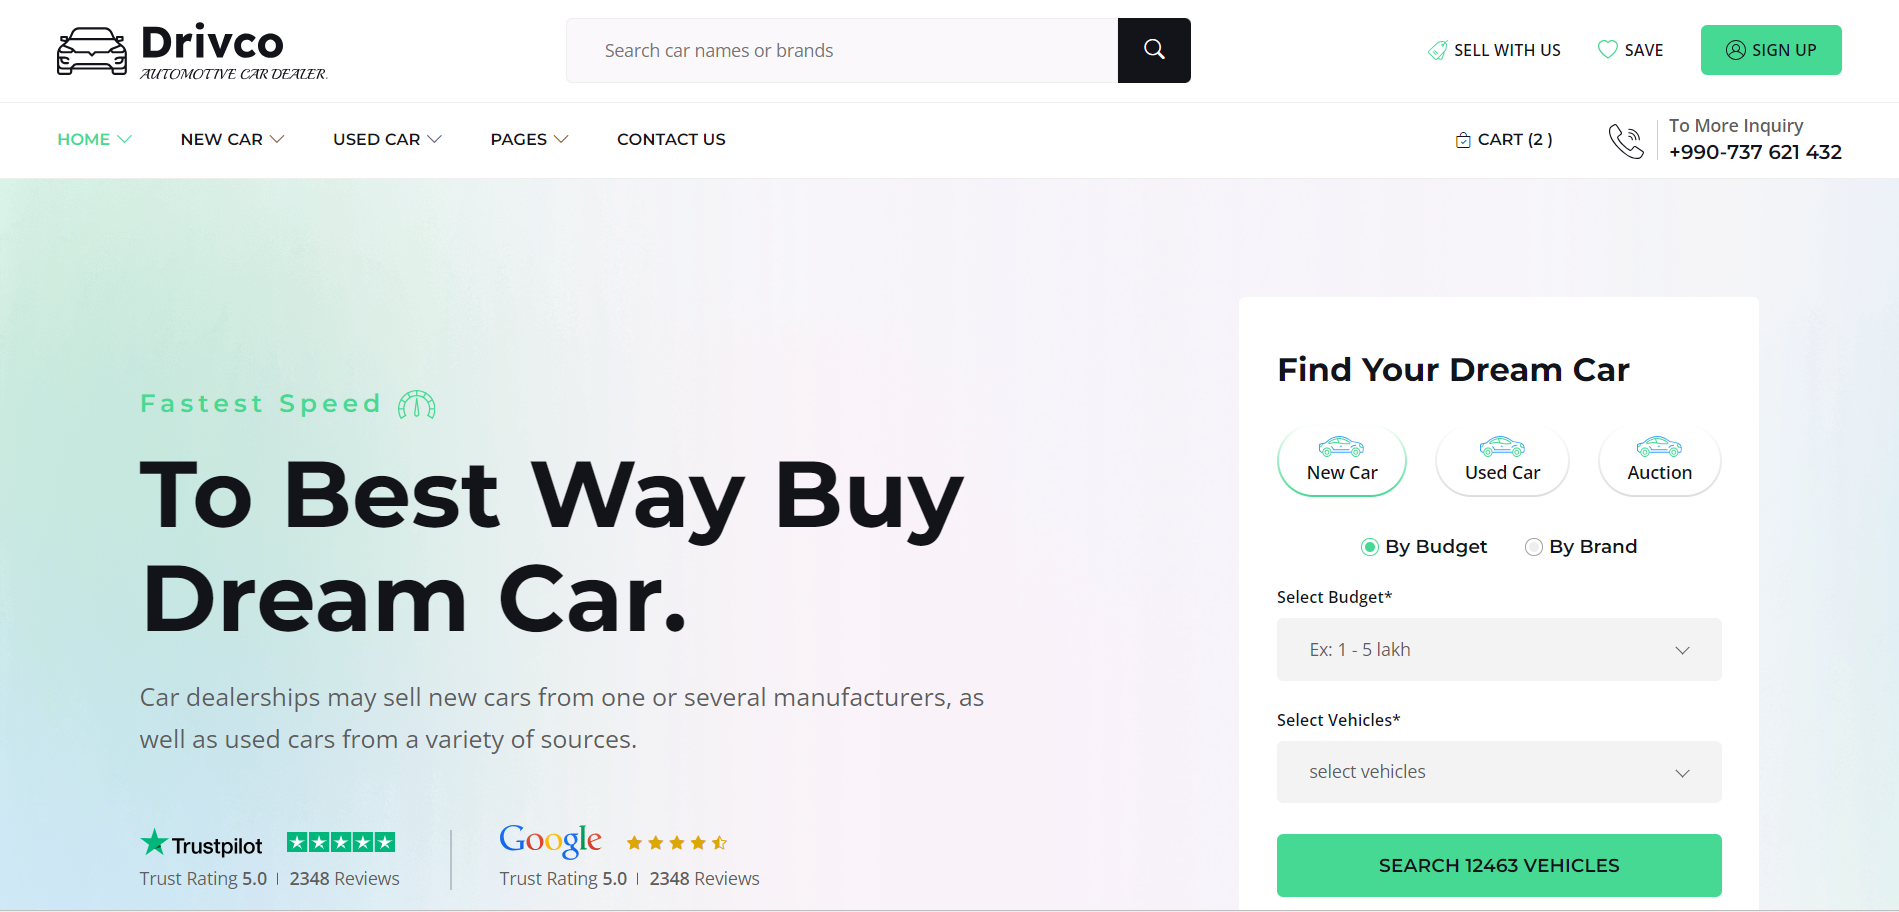 Drivco
AUTOMOTIVE CAR DEALER.
Search car names or brands
SELL WITH US
SAVE
SIGN UP
HOME
NEW CAR
USED CAR
PAGES
CONTACT US
CART (2 )
To More Inquiry
+990-737 621 432
Fastest Speed
To Best Way Buy
Dream Car.
Car dealerships may sell new cars from one or several manufacturers, as
well as used cars from a variety of sources.
Trustpilot
Trust Rating 5.0 | 2348 Reviews
Google
Trust Rating 5.0 | 2348 Reviews
Find Your Dream Car
New Car
Used Car
Auction
By Budget
By Brand
Select Budget*
Ex: 1 - 5 lakh
Select Vehicles*
select vehicles
SEARCH 12463 VEHICLES